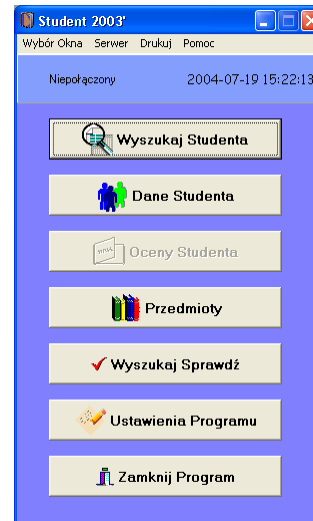 Student 2003'
Wybór Okna Serwer Drukuj Pomoc
Niepołączony 2004-07-19 15:22:13
Wyszukaj Studenta
Dane Studenta
Oceny Studenta
Przedmioty
Wyszukaj Sprawdź
Ustawienia Programu
Zamknij Program